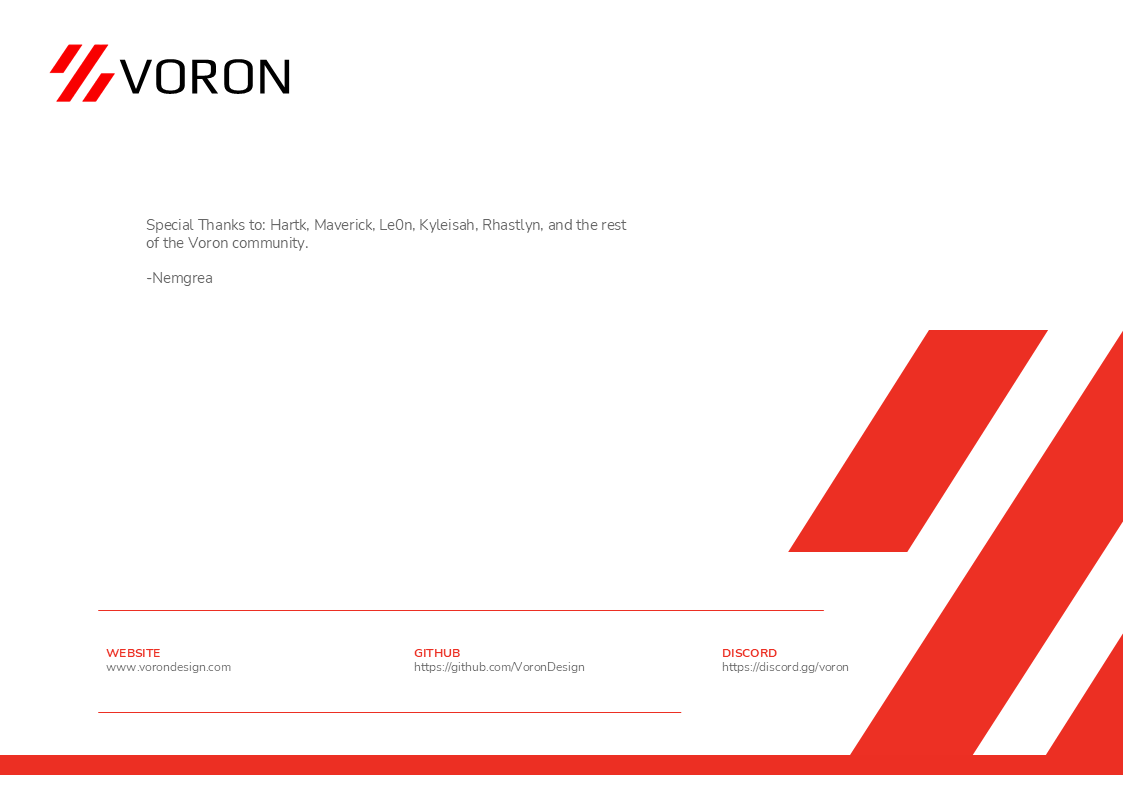 VORON
Special Thanks to: Hartk, Maverick, Le0n, Kyleisah, Rhastlyn, and the rest
of the Voron community.
-Nemgrea
WEBSITE
www.vorondesign.com
GITHUB
https://github.com/VoronDesign
DISCORD
https://discord.gg/voron